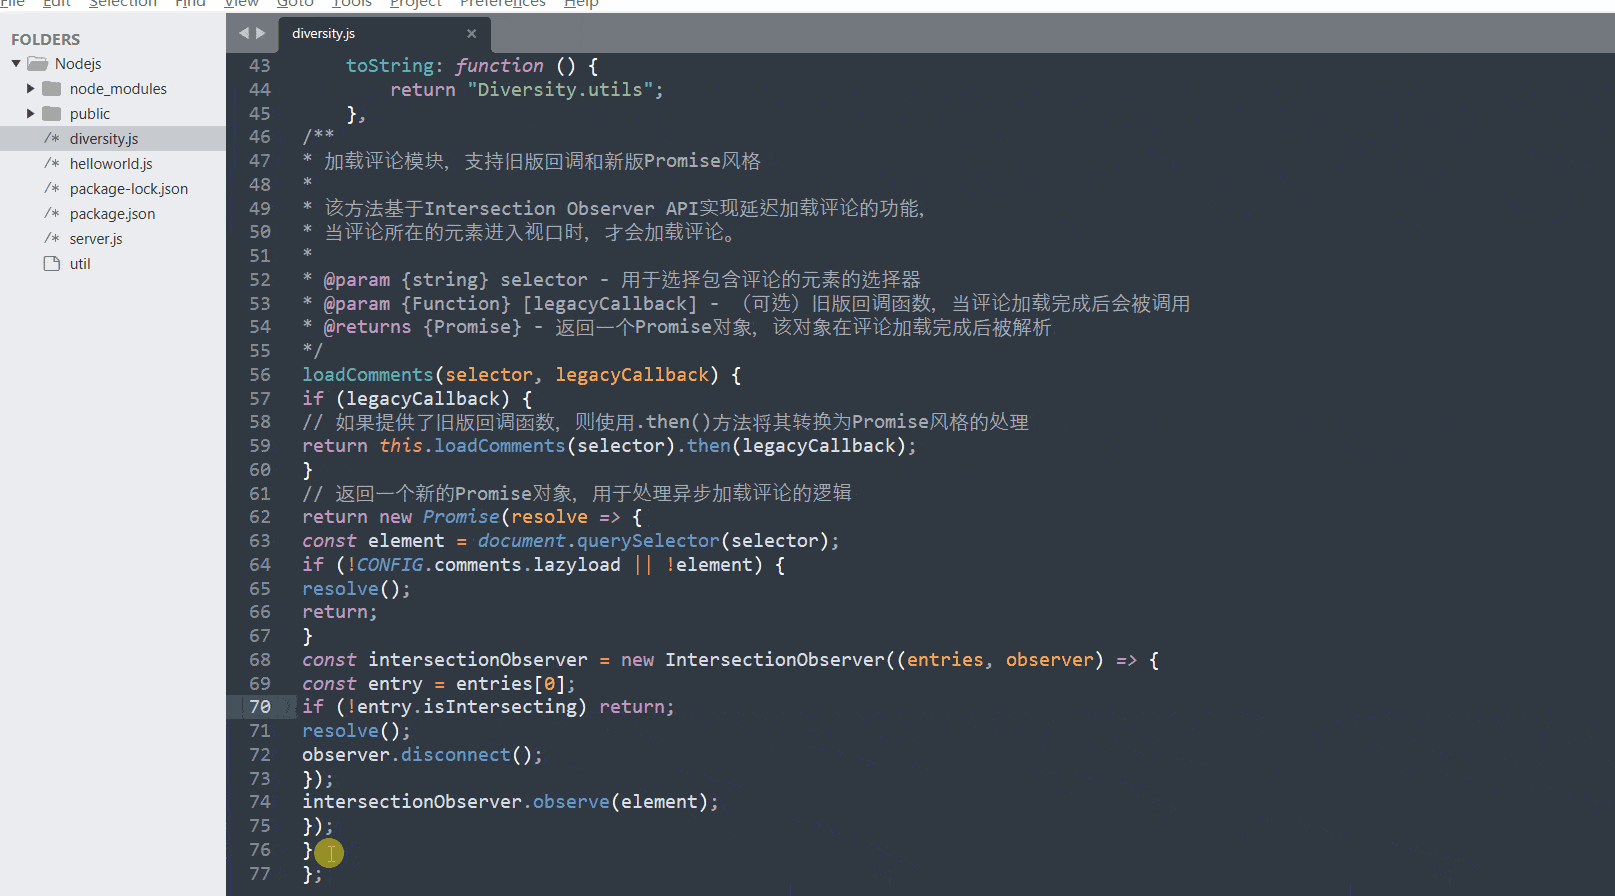 File Edit Selection Find View Goto Tools Project Preferences Help
FOLDERS
Nodejs
node_modules
public
/* diversity.js
/* helloworld.js
/* package-lock.json
/* package.json
/* server.js
util
diversity.js ×
43 toString: function () {
44 return "Diversity.utils";
45 },
46 /**
47 * 加载评论模块，支持旧版回调和新版Promise风格
48 *
49 * 该方法基于Intersection Observer API实现延迟加载评论的功能，
50 * 当评论所在的元素进入视口时，才会加载评论。
51 *
52 * @param {string} selector - 用于选择包含评论的元素的选择器
53 * @param {Function} [legacyCallback] - （可选）旧版回调函数，当评论加载完成后会被调用
54 * @returns {Promise} - 返回一个Promise对象，该对象在评论加载完成后被解析
55 */
56 loadComments(selector, legacyCallback) {
57 if (legacyCallback) {
58 // 如果提供了旧版回调函数，则使用.then()方法将其转换为Promise风格的处理
59 return this.loadComments(selector).then(legacyCallback);
60 }
61 // 返回一个新的Promise对象，用于处理异步加载评论的逻辑
62 return new Promise(resolve => {
63 const element = document.querySelector(selector);
64 if (!CONFIG.comments.lazyload || !element) {
65 resolve();
66 return;
67 }
68 const intersectionObserver = new IntersectionObserver((entries, observer) => {
69 const entry = entries[0];
70 if (!entry.isIntersecting) return;
71 resolve();
72 observer.disconnect();
73 });
74 intersectionObserver.observe(element);
75 });
76 }
77 };